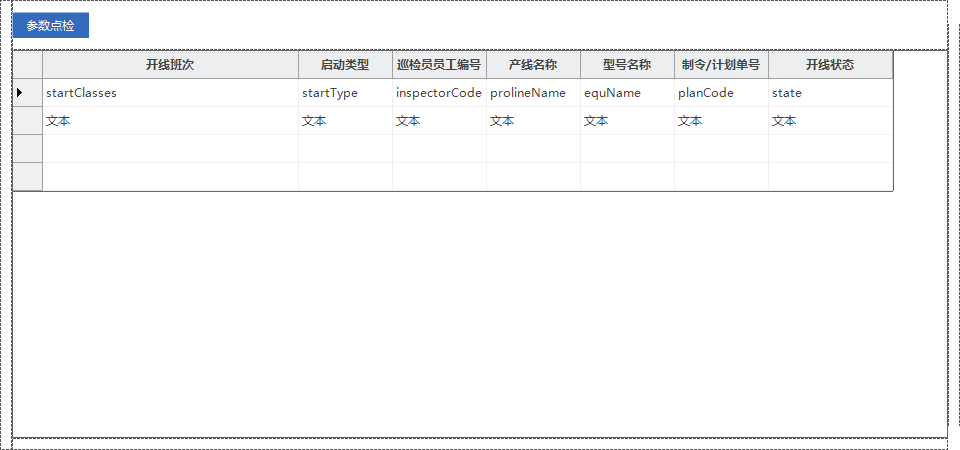 参数点检
开线班次 启动类型 巡检员员工编号 产线名称 型号名称 制令/计划单号 开线状态
startClasses startType inspectorCode prolineName equName planCode state
文本 文本 文本 文本 文本 文本 文本